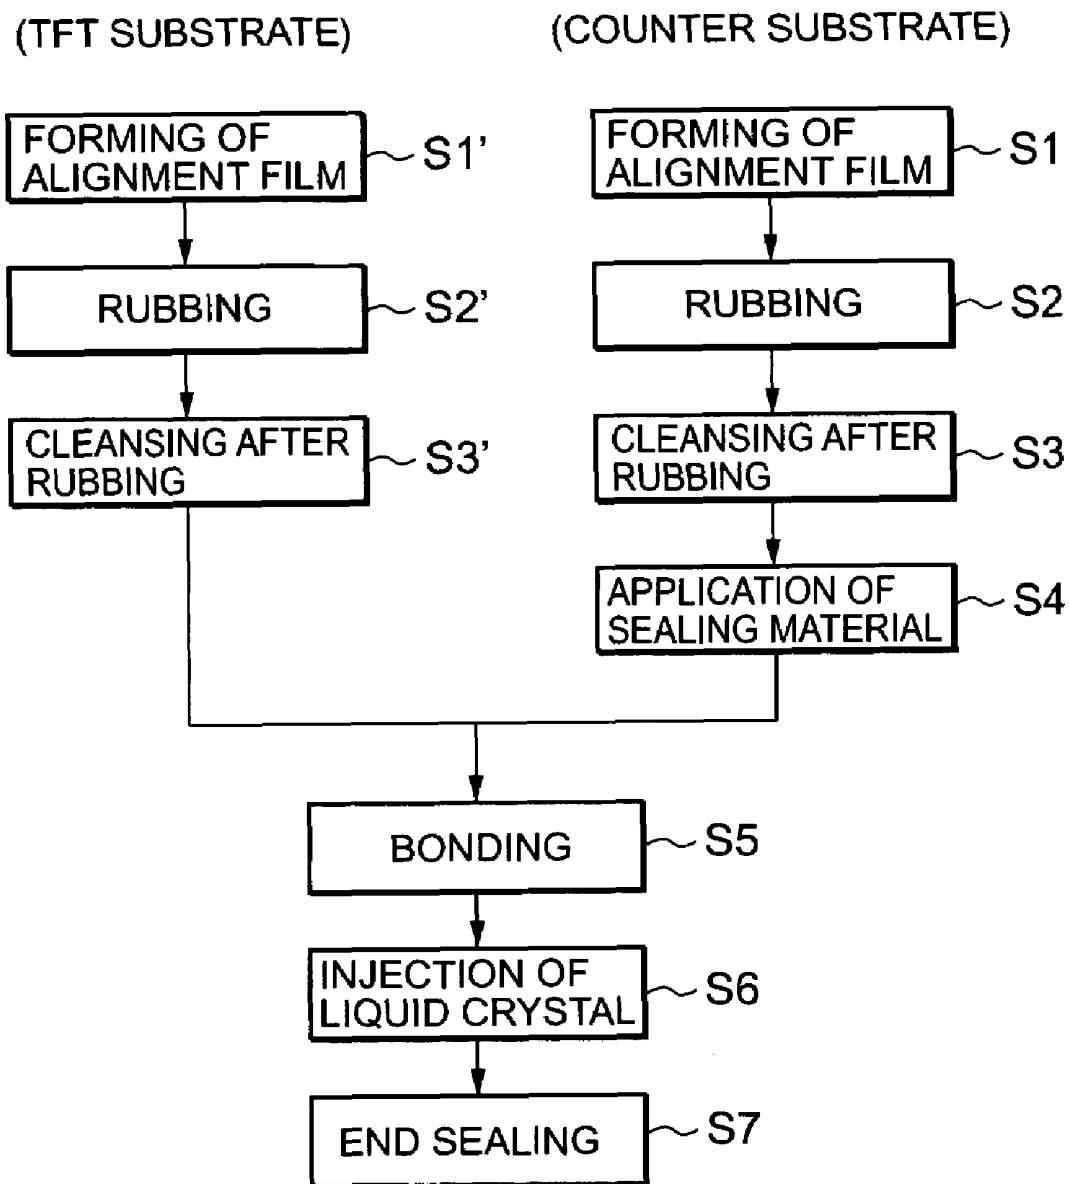 (TFT SUBSTRATE)
(COUNTER SUBSTRATE)
FORMING OF
ALIGNMENT FILM
S1’
FORMING OF
ALIGNMENT FILM
S1
RUBBING
S2’
RUBBING
S2
CLEANSING AFTER
RUBBING
S3’
CLEANSING AFTER
RUBBING
S3
APPLICATION OF
SEALING MATERIAL
S4
BONDING
S5
INJECTION OF
LIQUID CRYSTAL
S6
END SEALING
S7